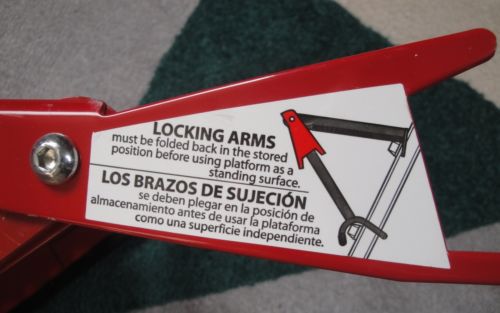 LOCKING ARMS
must be folded back in the stored
position before using platform as a
standing surface.
LOS BRAZOS DE SUJECIÓN
se deben plegar en la posición de
almacenamiento antes de usar la plataforma
como una superficie independiente.